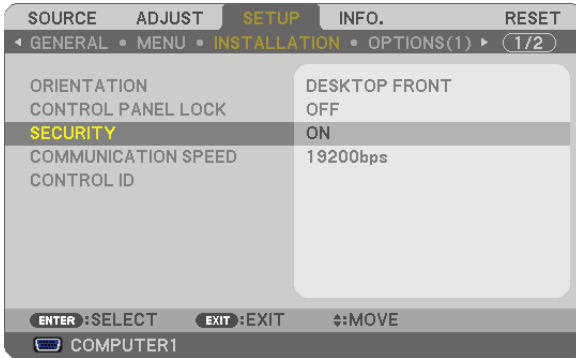 SOURCE ADJUST SETUP INFO. RESET
◂ GENERAL • MENU • INSTALLATION • OPTIONS(1) ▸ 1/2
ORIENTATION DESKTOP FRONT
CONTROL PANEL LOCK OFF
SECURITY ON
COMMUNICATION SPEED 19200bps
CONTROL ID
ENTER :SELECT EXIT :EXIT ⬍:MOVE
COMPUTER1